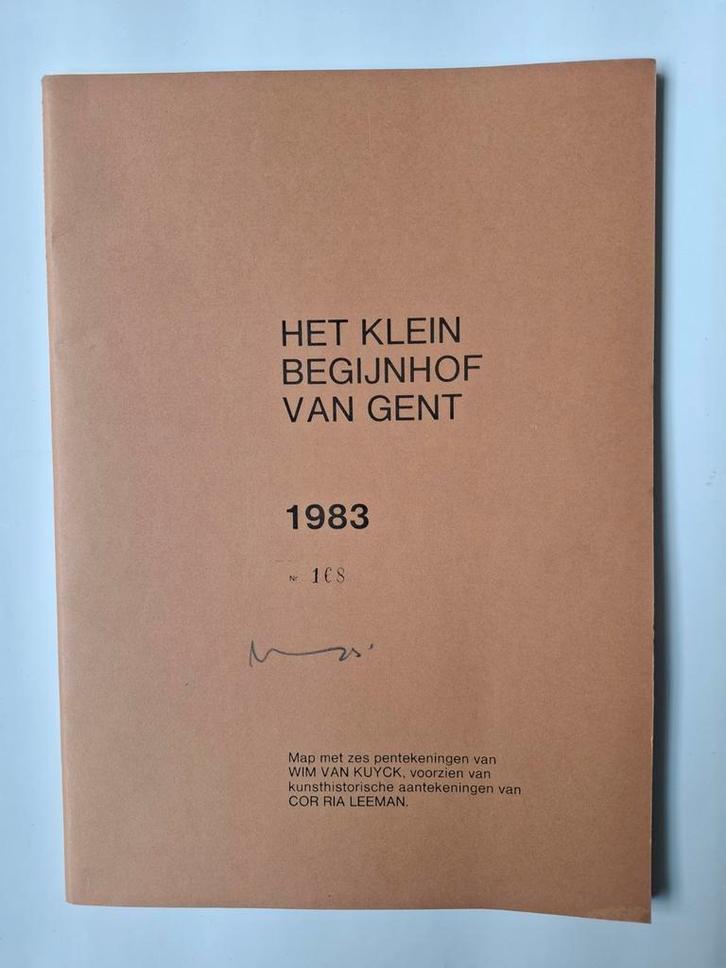 HET KLEIN
BEGIJNHOF
VAN GENT
1983
Nr 168
Map met zes pentekeningen van
WIM VAN KUYCK, voorzien van
kunsthistorische aantekeningen van
COR RIA LEEMAN.